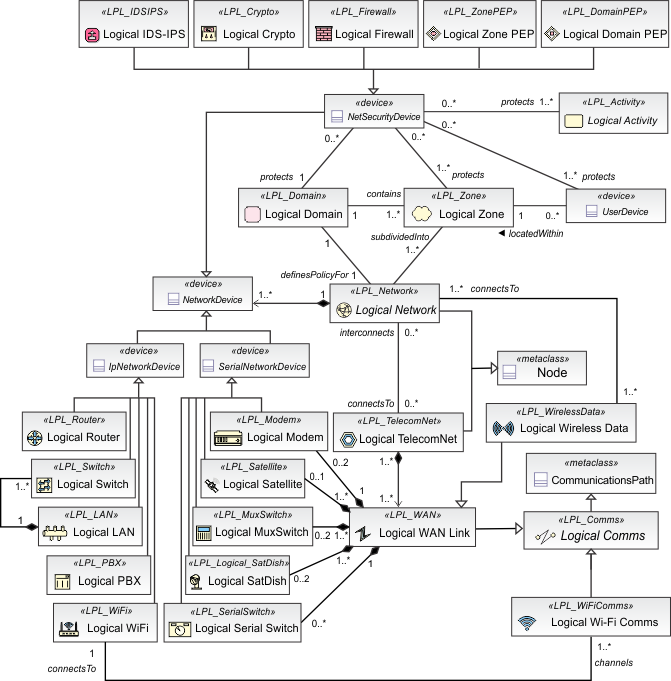 «LPL_IDSIPS»
Logical IDS-IPS
«LPL_Crypto»
Logical Crypto
«LPL_Firewall»
Logical Firewall
«LPL_ZonePEP»
Logical Zone PEP
«LPL_DomainPEP»
Logical Domain PEP
«device»
NetSecurityDevice
0..*
protects
1..*
«LPL_Activity»
Logical Activity
0..*
0..*
0..*
protects
1
1..*
protects
1..*
protects
«LPL_Domain»
Logical Domain
contains
1
1..*
«LPL_Zone»
Logical Zone
1
0..*
«device»
UserDevice
locatedWithin
1
subdividedInto
1..*
definesPolicyFor
1
«device»
NetworkDevice
1..*
1
«LPL_Network»
Logical Network
1..*
connectsTo
interconnects
0..*
«device»
IpNetworkDevice
«device»
SerialNetworkDevice
«metaclass»
Node
connectsTo
0..*
1..*
«LPL_Router»
Logical Router
«LPL_Modem»
Logical Modem
«LPL_TelecomNet»
Logical TelecomNet
«LPL_WirelessData»
Logical Wireless Data
0..2
1..*
«LPL_Switch»
Logical Switch
1..*
«LPL_Satellite»
Logical Satellite
0..1
1
1..*
1..*
«metaclass»
CommunicationsPath
«LPL_LAN»
Logical LAN
1
«LPL_MuxSwitch»
Logical MuxSwitch
0..2
1..*
«LPL_WAN»
Logical WAN Link
«LPL_Comms»
Logical Comms
«LPL_PBX»
Logical PBX
«LPL_Logical_SatDish»
Logical SatDish
0..2
1..*
1
«LPL_WiFi»
Logical WiFi
«LPL_SerialSwitch»
Logical Serial Switch
0..*
«LPL_WiFiComms»
Logical Wi-Fi Comms
1
connectsTo
1..*
channels